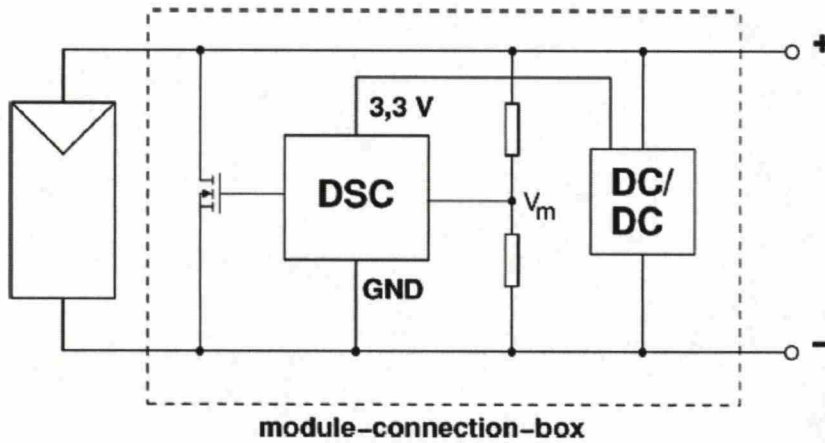 +
3,3 V
DSC
Vm
DC/
DC
GND
–
module-connection-box